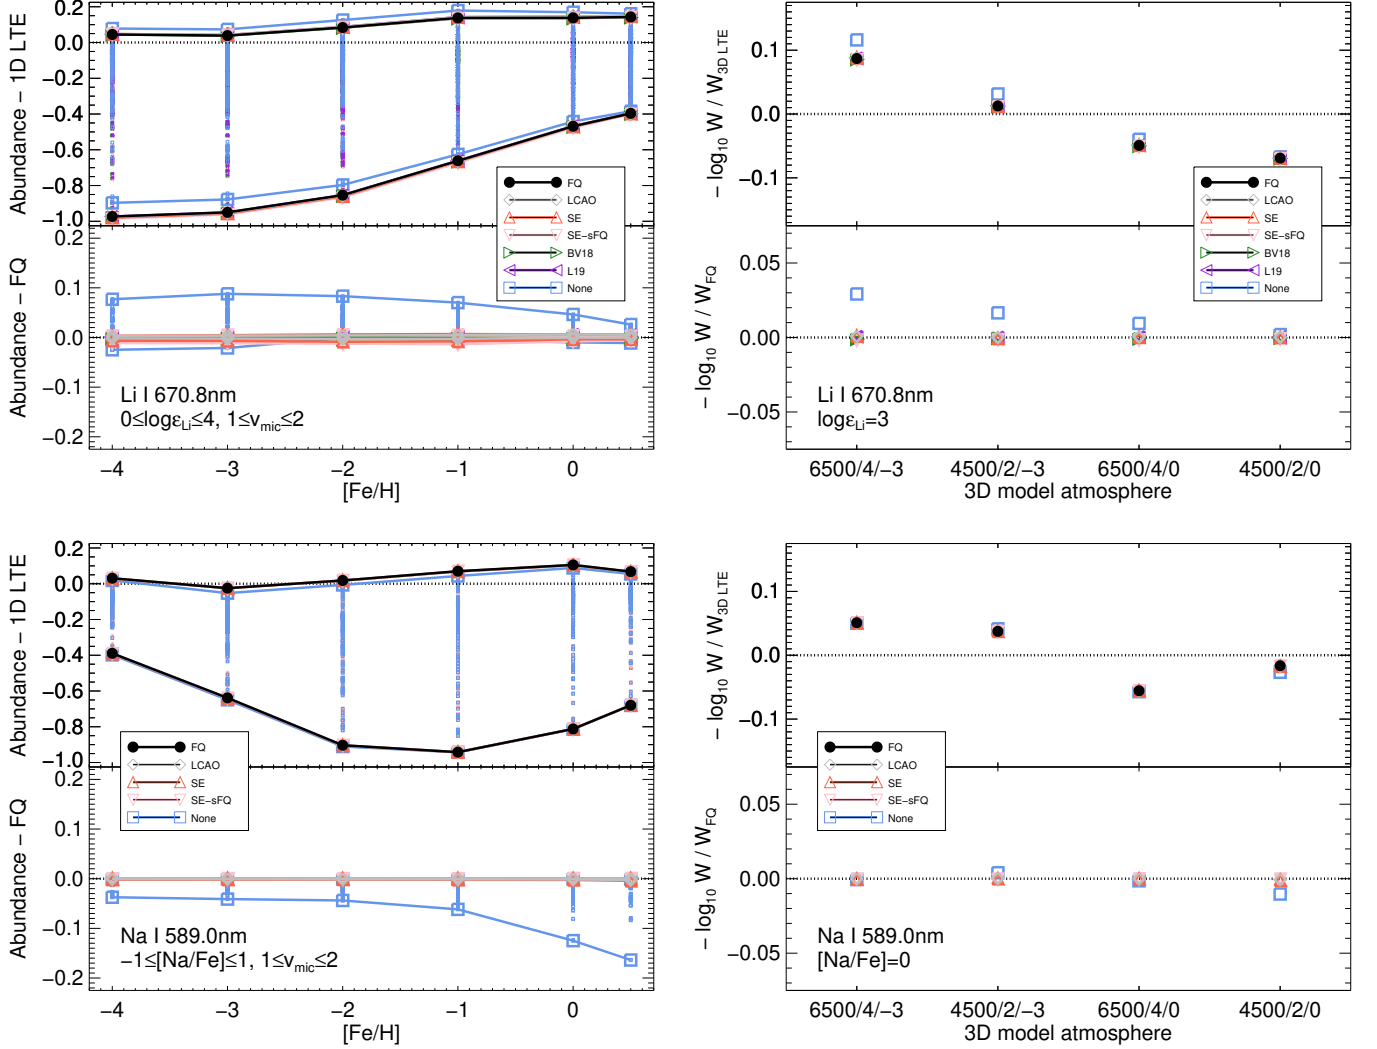 Abundance − 1D LTE
0.2
0.0
−0.2
−0.4
−0.6
−0.8
−1.0
FQ
LCAO
SE
SE−sFQ
BV18
L19
None
Abundance − FQ
0.2
0.1
0.0
−0.1
−0.2
Li I 670.8nm
0≤logε_Li≤4, 1≤v_mic≤2
−4 −3 −2 −1 0
[Fe/H]
− log₁₀ W / W_3D LTE
0.1
0.0
−0.1
FQ
LCAO
SE
SE−sFQ
BV18
L19
None
− log₁₀ W / W_FQ
0.05
0.00
−0.05
Li I 670.8nm
logε_Li=3
6500/4/−3 4500/2/−3 6500/4/0 4500/2/0
3D model atmosphere
Abundance − 1D LTE
0.2
0.0
−0.2
−0.4
−0.6
−0.8
−1.0
FQ
LCAO
SE
SE−sFQ
None
Abundance − FQ
0.2
0.1
0.0
−0.1
−0.2
Na I 589.0nm
−1≤[Na/Fe]≤1, 1≤v_mic≤2
−4 −3 −2 −1 0
[Fe/H]
− log₁₀ W / W_3D LTE
0.1
0.0
−0.1
FQ
LCAO
SE
SE−sFQ
None
− log₁₀ W / W_FQ
0.05
0.00
−0.05
Na I 589.0nm
[Na/Fe]=0
6500/4/−3 4500/2/−3 6500/4/0 4500/2/0
3D model atmosphere